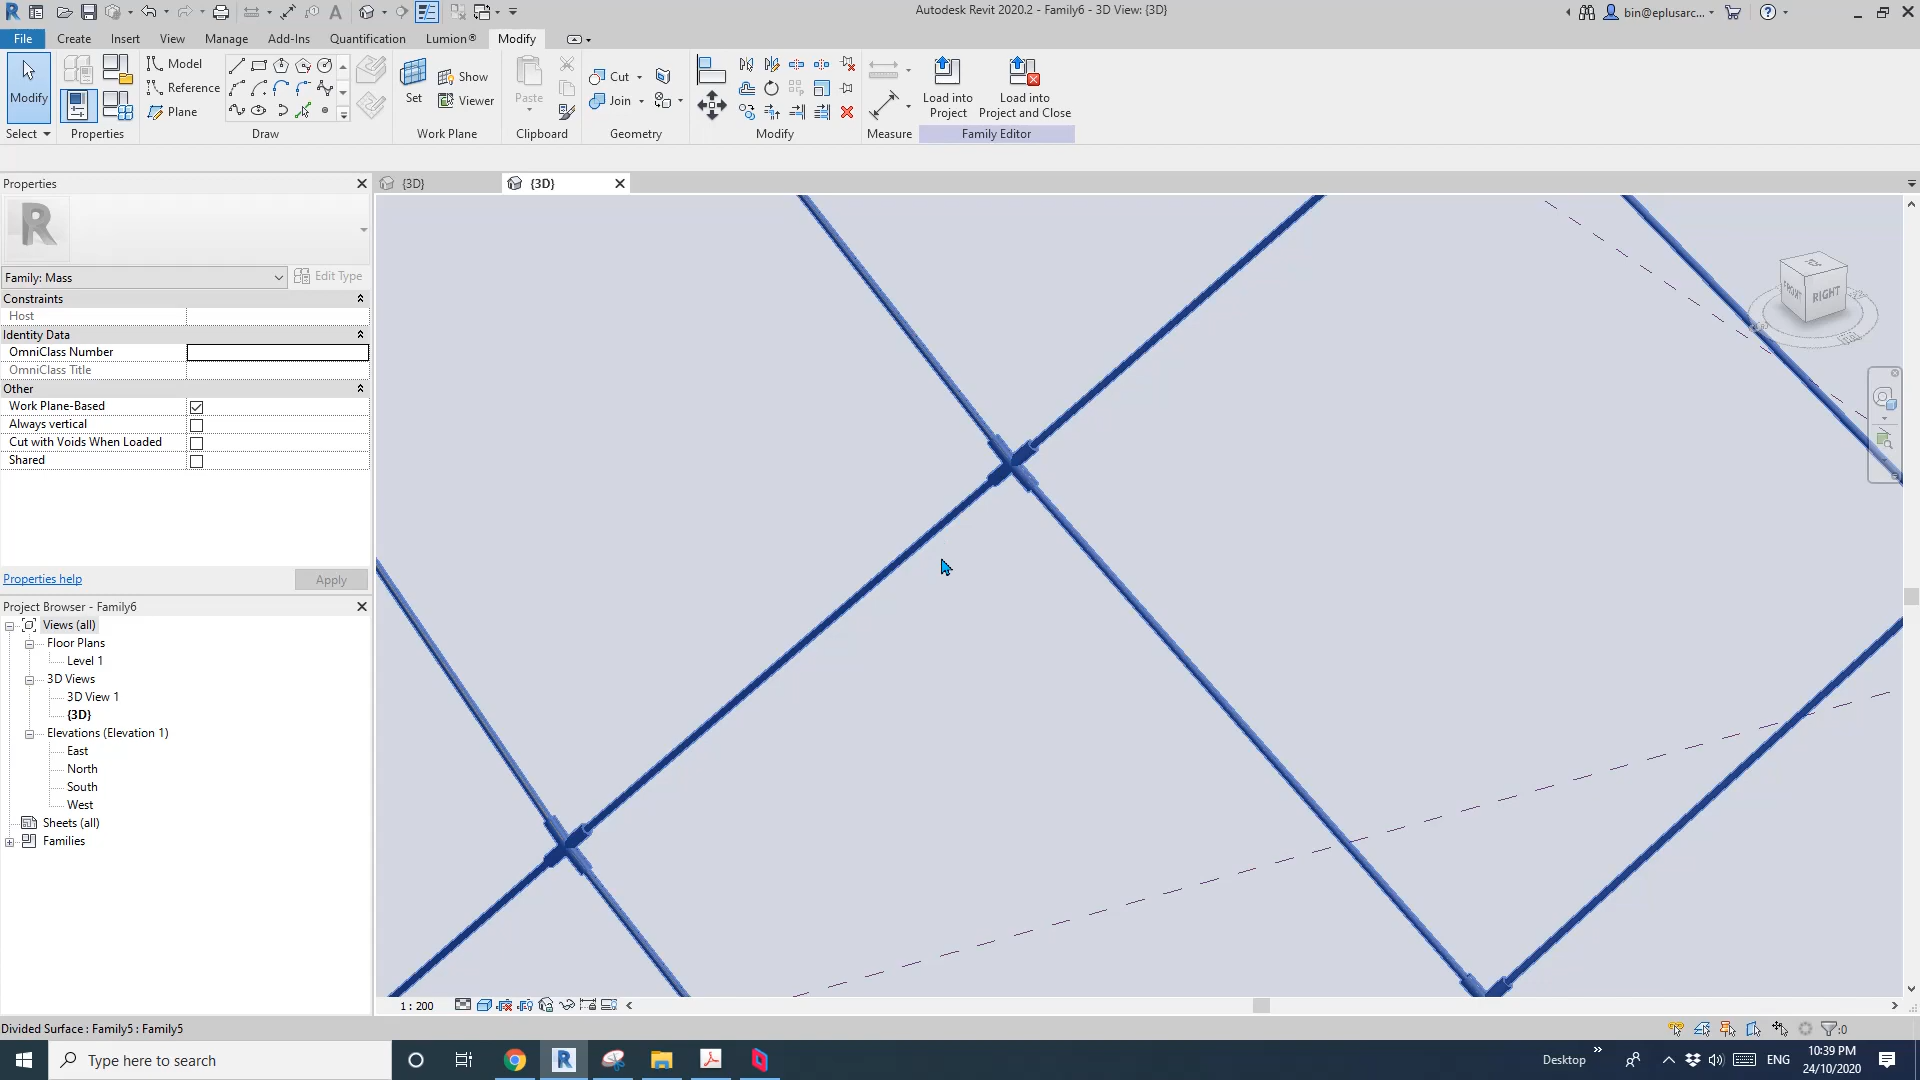 Autodesk Revit 2020.2 - Family6 - 3D View: {3D}
bin@eplusarc...
File
Create
Insert
View
Manage
Add-Ins
Quantification
Lumion®
Modify
Modify
Select
Properties
Model
Reference
Plane
Draw
Set
Show
Viewer
Work Plane
Paste
Clipboard
Cut
Join
Geometry
Modify
Measure
Load into
Project
Load into
Project and Close
Family Editor
Properties
{3D}
{3D}
Family: Mass
Edit Type
Constraints
Host
Identity Data
OmniClass Number
OmniClass Title
Other
Work Plane-Based
Always vertical
Cut with Voids When Loaded
Shared
Properties help
Apply
Project Browser - Family6
Views (all)
Floor Plans
Level 1
3D Views
3D View 1
{3D}
Elevations (Elevation 1)
East
North
South
West
Sheets (all)
Families
FRONT
RIGHT
1 : 200
Divided Surface : Family5 : Family5
:0
Type here to search
Desktop
ENG
10:39 PM
24/10/2020